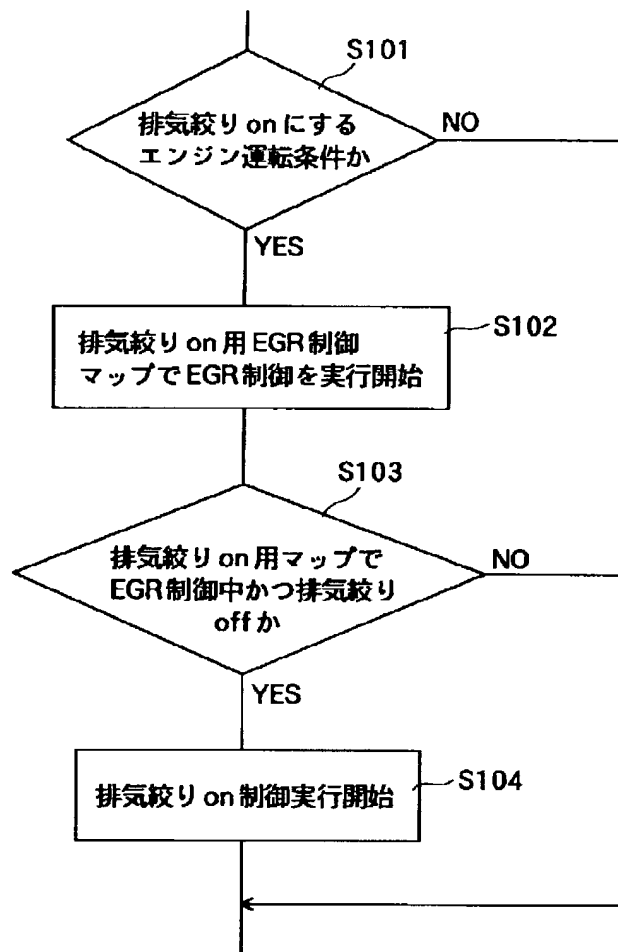 S101
排気絞りonにする
エンジン運転条件か
NO
YES
S102
排気絞りon用EGR制御
マップでEGR制御を実行開始
S103
排気絞りon用マップで
EGR制御中かつ排気絞り
offか
NO
YES
S104
排気絞りon制御実行開始